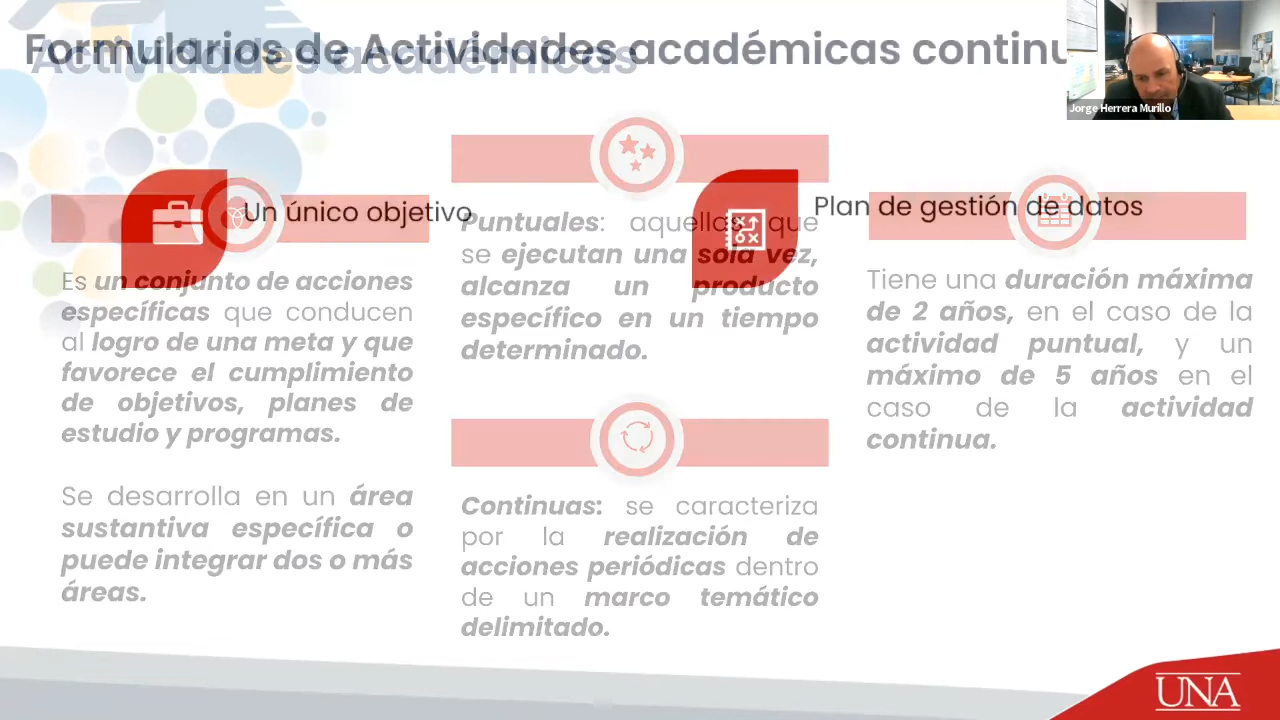 Formularios de Actividades académicas continu
Actividades académicas
Jorge Herrera Murillo
Un único objetivo
Plan de gestión de datos
Es un conjunto de acciones
específicas que conducen
al logro de una meta y que
favorece el cumplimiento
de objetivos, planes de
estudio y programas.
Se desarrolla en un área
sustantiva específica o
puede integrar dos o más
áreas.
Puntuales: aquellas que
se ejecutan una sola vez,
alcanza un producto
específico en un tiempo
determinado.
Continuas: se caracteriza
por la realización de
acciones periódicas dentro
de un marco temático
delimitado.
Tiene una duración máxima
de 2 años, en el caso de la
actividad puntual, y un
máximo de 5 años en el
caso de la actividad
continua.
UNA